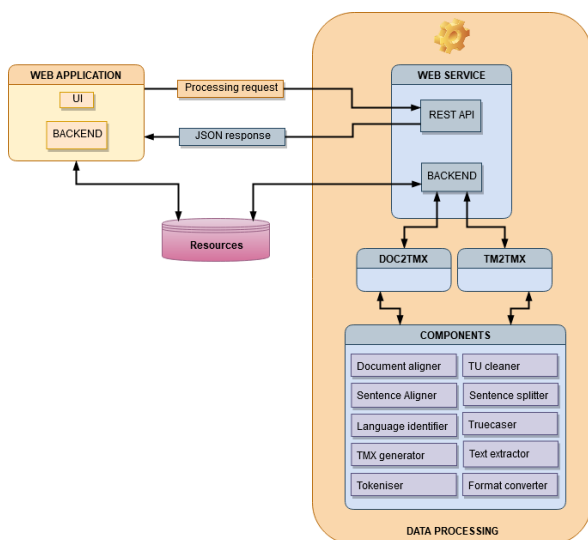 WEB APPLICATION
UI
BACKEND
Processing request
JSON response
WEB SERVICE
REST API
BACKEND
Resources
DOC2TMX
TM2TMX
COMPONENTS
Document aligner
TU cleaner
Sentence Aligner
Sentence splitter
Language identifier
Truecaser
TMX generator
Text extractor
Tokeniser
Format converter
DATA PROCESSING